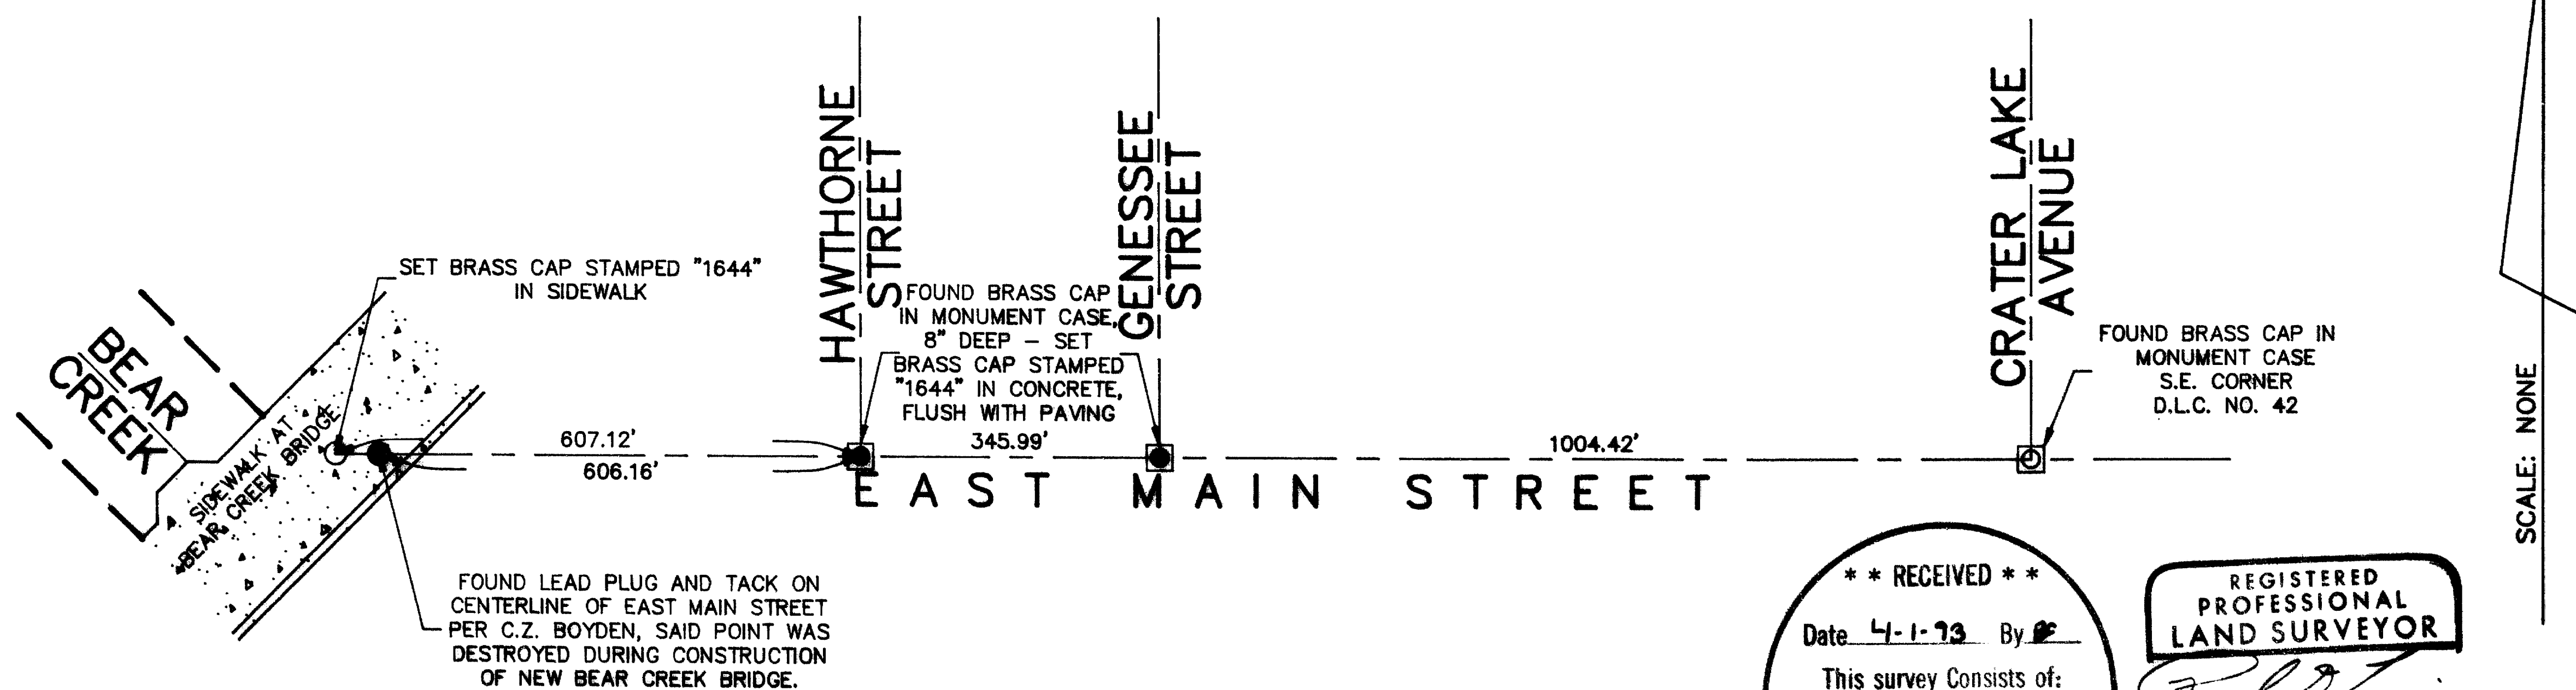 HAWTHORNE
STREET
GENESSEE
STREET
CRATER LAKE
AVENUE
SET BRASS CAP STAMPED "1644"
IN SIDEWALK
FOUND BRASS CAP
IN MONUMENT CASE,
8" DEEP – SET
BRASS CAP STAMPED
"1644" IN CONCRETE,
FLUSH WITH PAVING
FOUND BRASS CAP IN
MONUMENT CASE
S.E. CORNER
D.L.C. NO. 42
BEAR
CREEK
SIDEWALK AT
BEAR CREEK BRIDGE
607.12'
606.16'
345.99'
1004.42'
EAST MAIN STREET
FOUND LEAD PLUG AND TACK ON
CENTERLINE OF EAST MAIN STREET
PER C.Z. BOYDEN, SAID POINT WAS
DESTROYED DURING CONSTRUCTION
OF NEW BEAR CREEK BRIDGE.
SCALE: NONE
* * RECEIVED * *
Date 4-1-93 By
This survey Consists of:
REGISTERED
PROFESSIONAL
LAND SURVEYOR